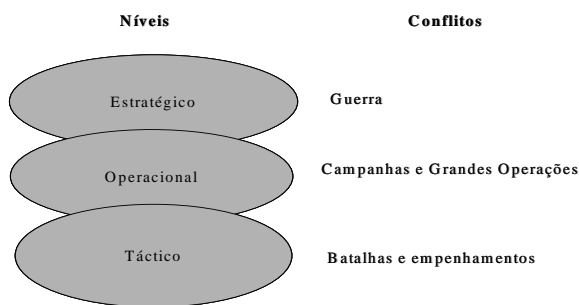 Níveis Conflitos
Estratégico Guerra
Operacional Campanhas e Grandes Operações
Táctico Batalhas e empenhamentos